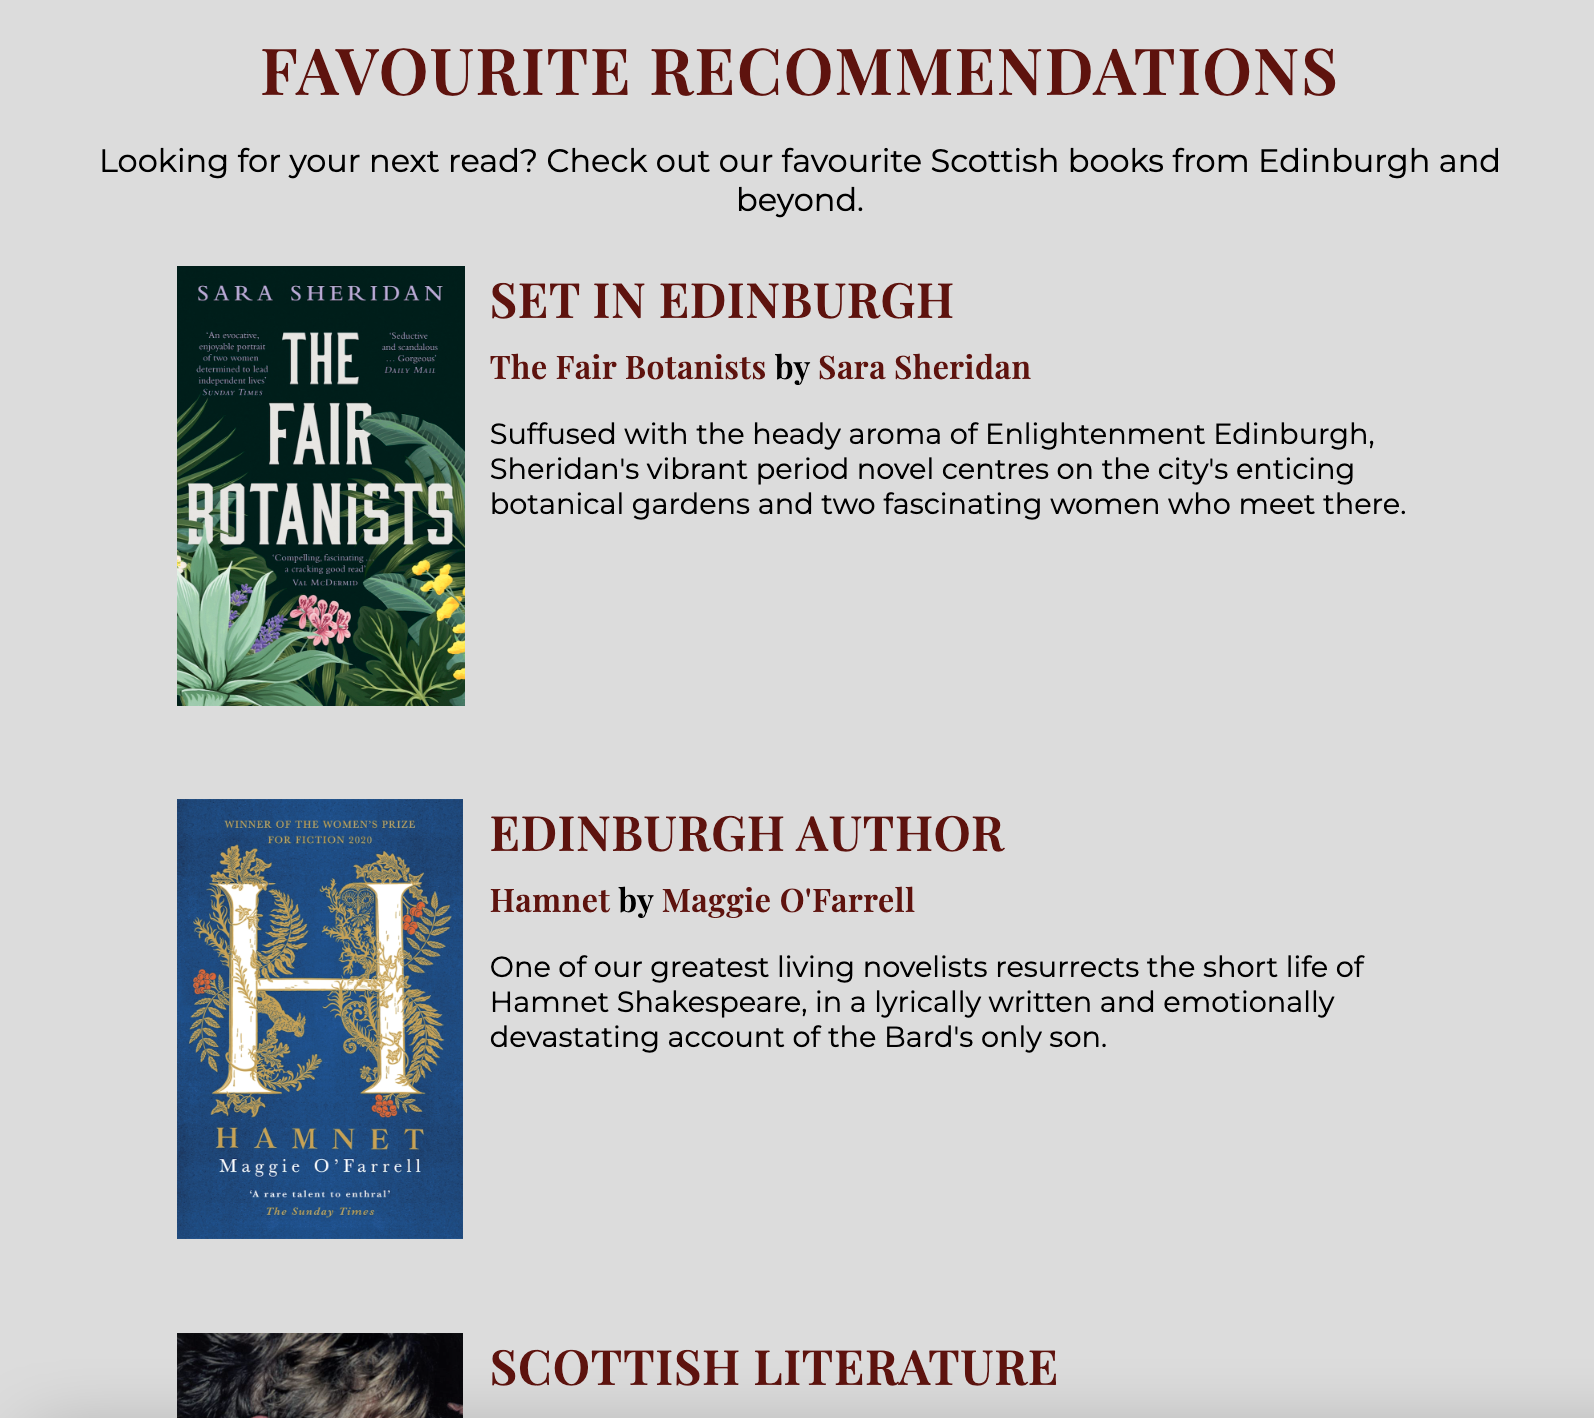 FAVOURITE RECOMMENDATIONS
Looking for your next read? Check out our favourite Scottish books from Edinburgh and
beyond.
SARA SHERIDAN
'An evocative,
enjoyable portrait
of two women
determined to lead
independent lives'
SUNDAY TIMES
'Seductive
and scandalous
... Gorgeous'
DAILY MAIL
THE
FAIR
BOTANISTS
'Compelling, fascinating ...
a cracking good read'
VAL MCDERMID
SET IN EDINBURGH
The Fair Botanists by Sara Sheridan
Suffused with the heady aroma of Enlightenment Edinburgh,
Sheridan's vibrant period novel centres on the city's enticing
botanical gardens and two fascinating women who meet there.
WINNER OF THE WOMEN'S PRIZE
FOR FICTION 2020
H
HAMNET
Maggie O'Farrell
'A rare talent to enthral'
The Sunday Times
EDINBURGH AUTHOR
Hamnet by Maggie O'Farrell
One of our greatest living novelists resurrects the short life of
Hamnet Shakespeare, in a lyrically written and emotionally
devastating account of the Bard's only son.
SCOTTISH LITERATURE